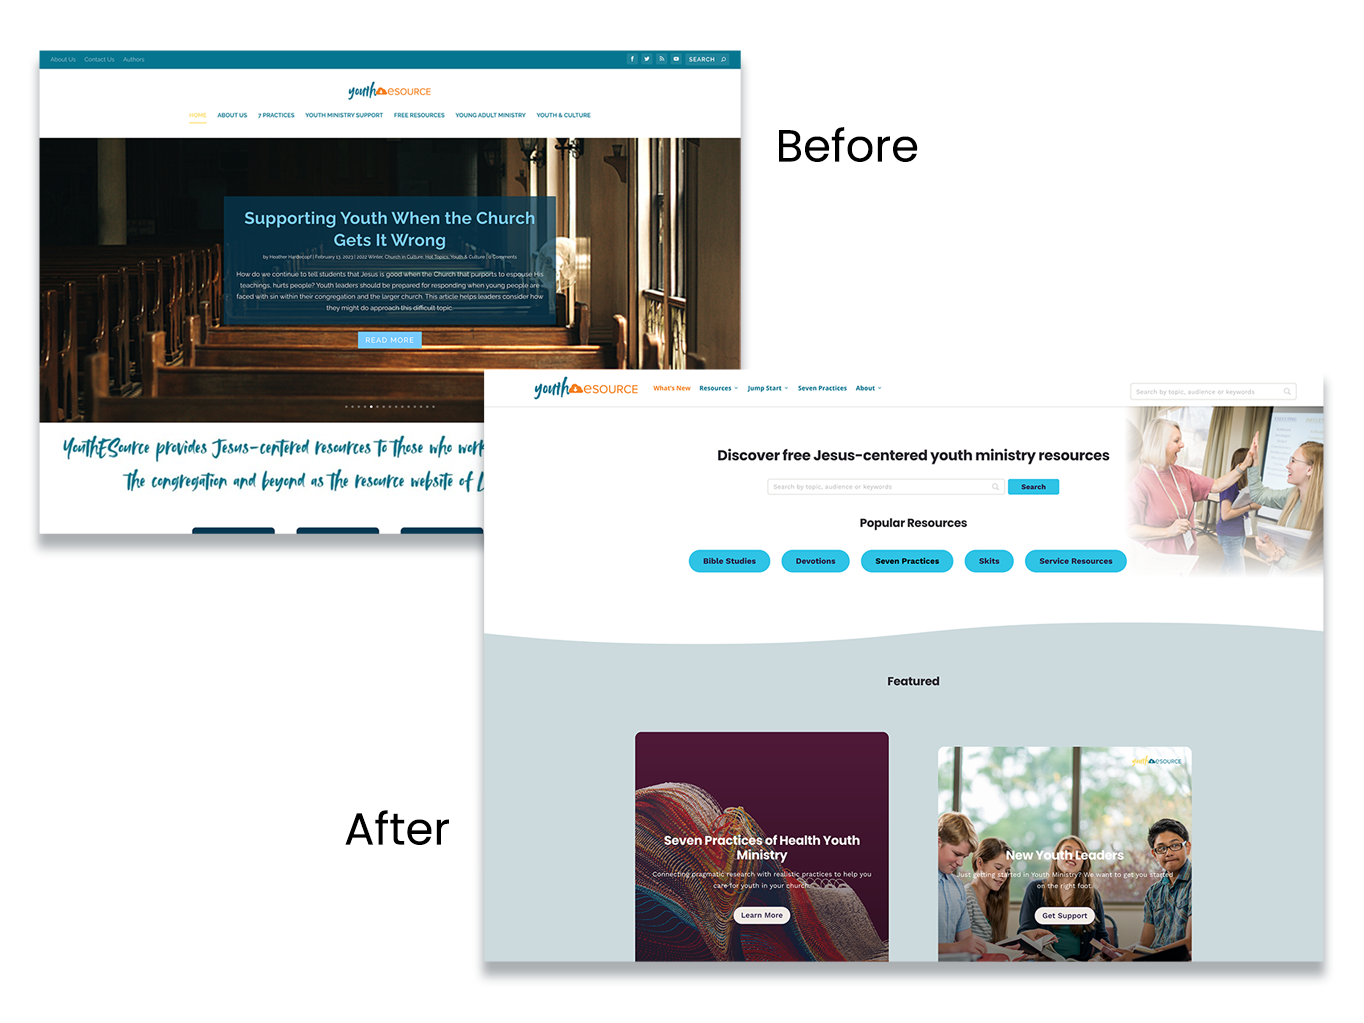 About Us Contact Us Authors
SEARCH
youth eSOURCE
HOME ABOUT US 7 PRACTICES YOUTH MINISTRY SUPPORT FREE RESOURCES YOUNG ADULT MINISTRY YOUTH & CULTURE
Before
Supporting Youth When the Church
Gets It Wrong
by Heather Hardecopf | February 13, 2023 | 2022 Winter, Church in Culture, Hot Topics, Youth & Culture | 0 Comments
How do we continue to tell students that Jesus is good when the Church that purports to espouse His
teachings, hurts people? Youth leaders should be prepared for responding when young people are
faced with sin within their congregation and the larger church. This article helps leaders consider how
they might do approach this difficult topic.
READ MORE
YouthESource provides Jesus-centered resources to those who work
the congregation and beyond as the resource website of L
youth eSOURCE
What's New Resources Jump Start Seven Practices About
Search by topic, audience or keywords
Discover free Jesus-centered youth ministry resources
Search by topic, audience or keywords Search
Popular Resources
Bible Studies Devotions Seven Practices Skits Service Resources
Featured
After
Seven Practices of Health Youth
Ministry
Connecting pragmatic research with realistic practices to help you
care for youth in your church.
Learn More
youth eSOURCE
New Youth Leaders
Just getting started in Youth Ministry? We want to get you started
on the right foot.
Get Support